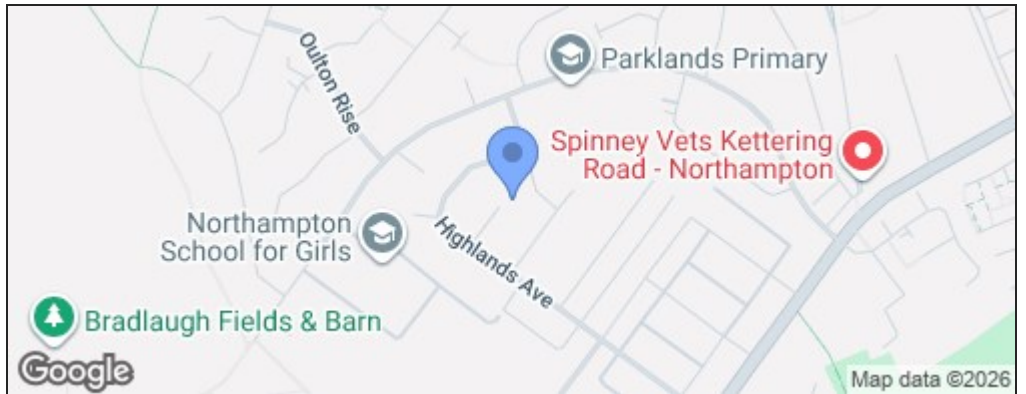 Oulton Rise
Parklands Primary
Spinney Vets Kettering
Road - Northampton
Northampton
School for Girls
Highlands Ave
Bradlaugh Fields & Barn
Google
Map data ©2026